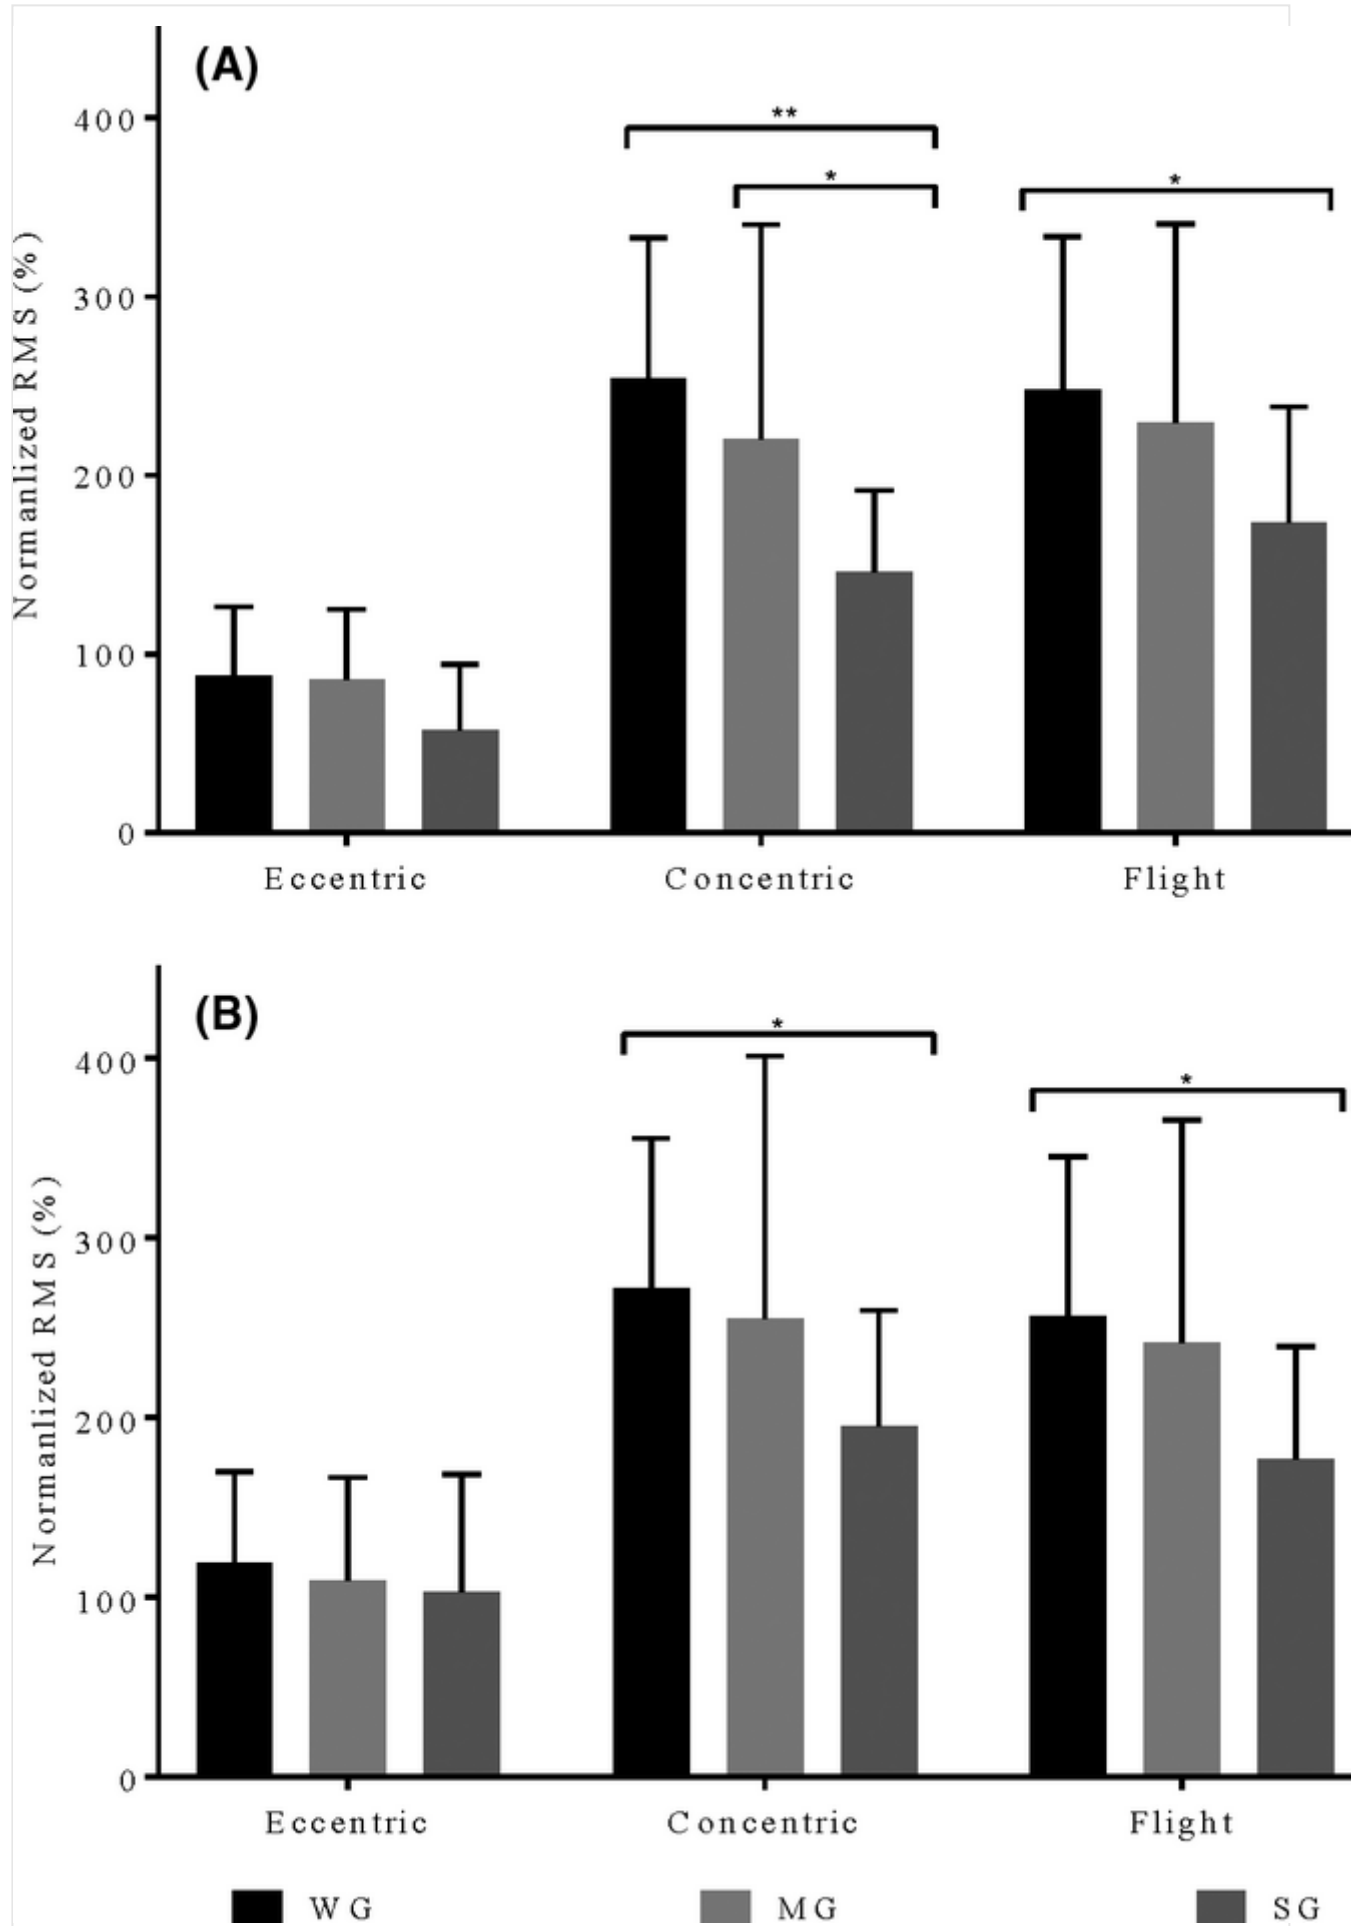 (A)
Normanlized RMS (%)
400
300
200
100
0
**
*
*
Eccentric Concentric Flight
(B)
Normanlized RMS (%)
400
300
200
100
0
*
*
Eccentric Concentric Flight
WG MG SG